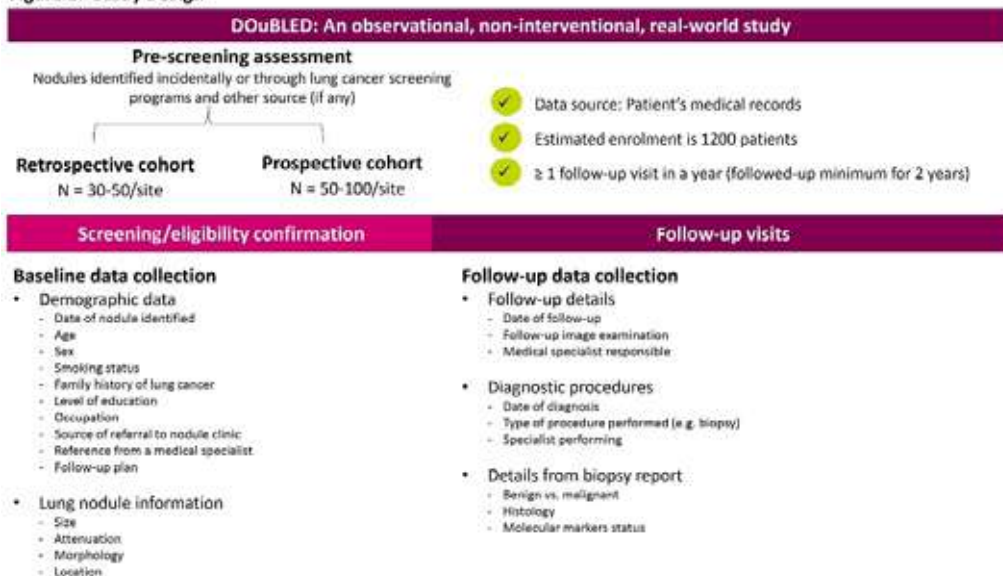 DOuBLED: An observational, non-interventional, real-world study
Pre-screening assessment
Nodules identified incidentally or through lung cancer screening
programs and other source (if any)
Retrospective cohort
N = 30-50/site
Prospective cohort
N = 50-100/site
✓ Data source: Patient's medical records
✓ Estimated enrolment is 1200 patients
✓ ≥ 1 follow-up visit in a year (followed-up minimum for 2 years)
Screening/eligibility confirmation
Baseline data collection
• Demographic data
- Date of nodule identified
- Age
- Sex
- Smoking status
- Family history of lung cancer
- Level of education
- Occupation
- Source of referral to nodule clinic
- Reference from a medical specialist
- Follow-up plan
• Lung nodule information
- Size
- Attenuation
- Morphology
- Location
Follow-up visits
Follow-up data collection
• Follow-up details
- Date of follow-up
- Follow-up image examination
- Medical specialist responsible
• Diagnostic procedures
- Date of diagnosis
- Type of procedure performed (e.g. biopsy)
- Specialist performing
• Details from biopsy report
- Benign vs. malignant
- Histology
- Molecular markers status